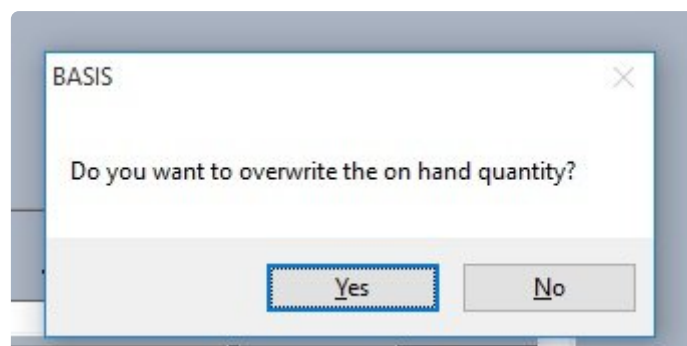 BASIS
Do you want to overwrite the on hand quantity?
Yes
No